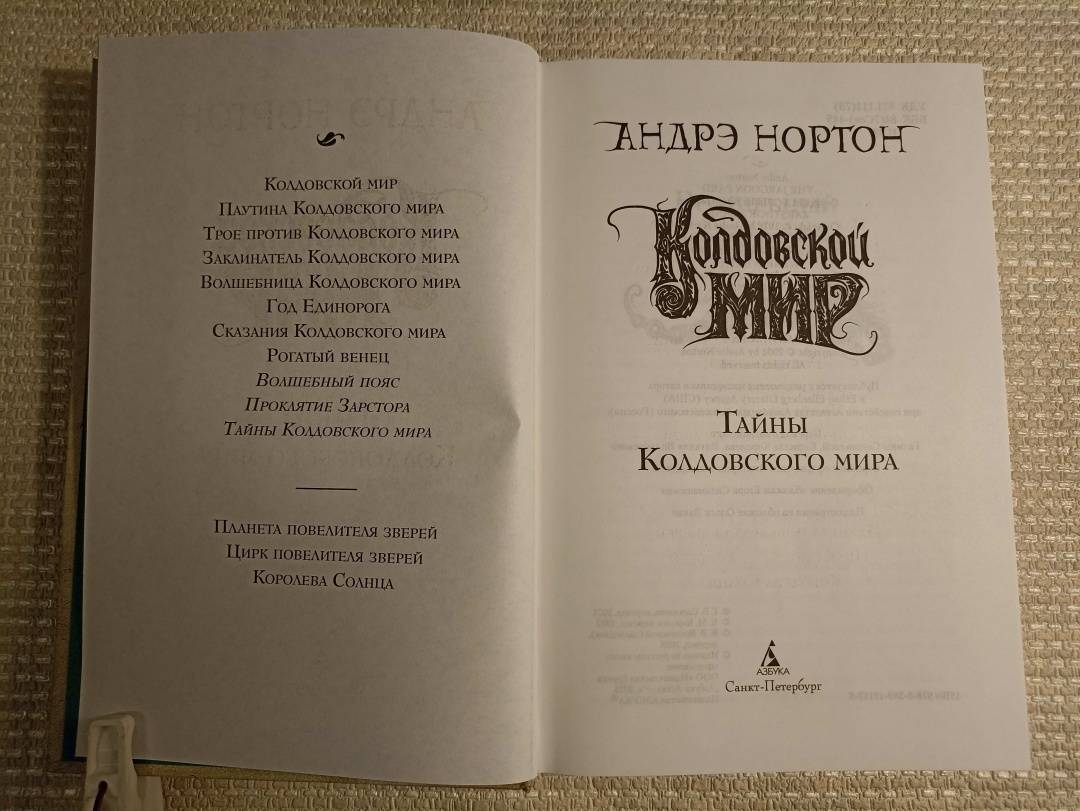 Колдовской мир
Паутина Колдовского мира
Трое против Колдовского мира
Заклинатель Колдовского мира
Волшебница Колдовского мира
Год Единорога
Сказания Колдовского мира
Рогатый венец
Волшебный пояс
Проклятие Зарстора
Тайны Колдовского мира
Планета повелителя зверей
Цирк повелителя зверей
Королева Солнца
АНДРЭ НОРТОН
Колдовской
МИР
Тайны
Колдовского мира
АЗБУКА
Санкт-Петербург